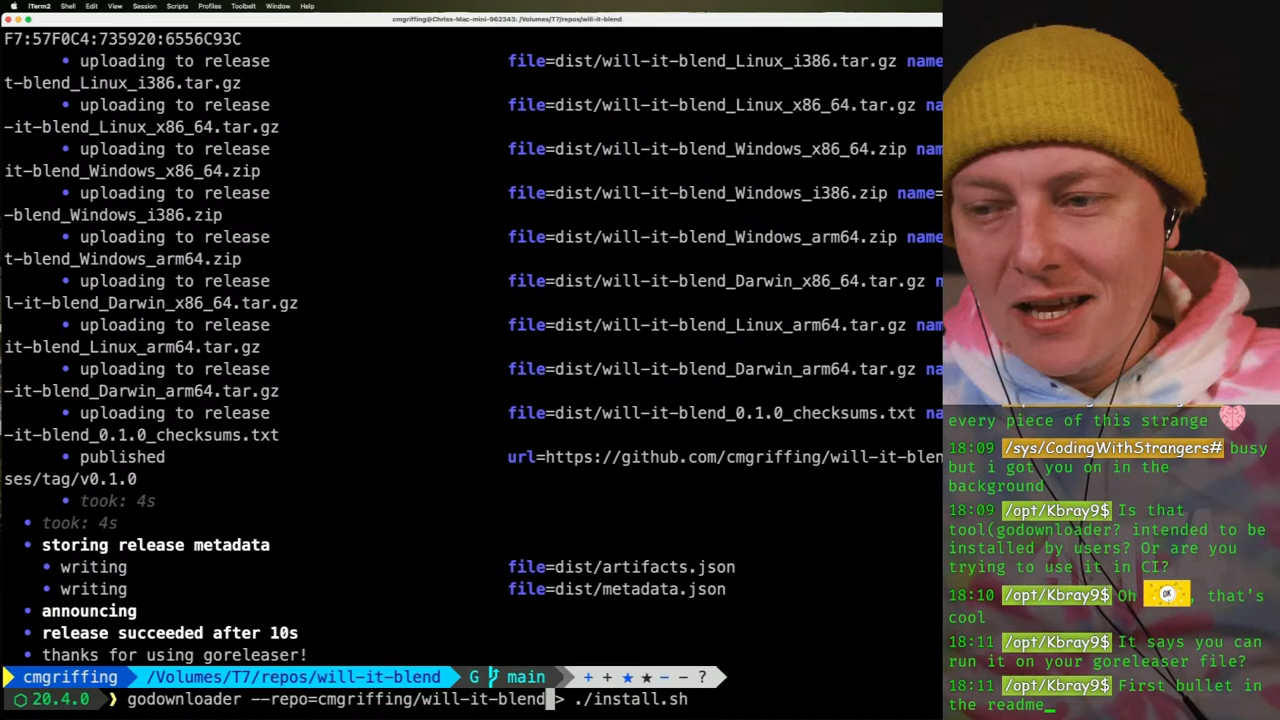 iTerm2 Shell Edit View Session Scripts Profiles Toolbelt Window Help
cmgriffing@Chriss-Mac-mini-962343: /Volumes/T7/repos/will-it-blend
F7:57F0C4:735920:6556C93C
• uploading to release file=dist/will-it-blend_Linux_i386.tar.gz name
t-blend_Linux_i386.tar.gz
• uploading to release file=dist/will-it-blend_Linux_x86_64.tar.gz na
-it-blend_Linux_x86_64.tar.gz
• uploading to release file=dist/will-it-blend_Windows_x86_64.zip nam
it-blend_Windows_x86_64.zip
• uploading to release file=dist/will-it-blend_Windows_i386.zip name=
-blend_Windows_i386.zip
• uploading to release file=dist/will-it-blend_Windows_arm64.zip name
t-blend_Windows_arm64.zip
• uploading to release file=dist/will-it-blend_Darwin_x86_64.tar.gz n
l-it-blend_Darwin_x86_64.tar.gz
• uploading to release file=dist/will-it-blend_Linux_arm64.tar.gz nam
it-blend_Linux_arm64.tar.gz
• uploading to release file=dist/will-it-blend_Darwin_arm64.tar.gz na
-it-blend_Darwin_arm64.tar.gz
• uploading to release file=dist/will-it-blend_0.1.0_checksums.txt na
-it-blend_0.1.0_checksums.txt
• published url=https://github.com/cmgriffing/will-it-blen
ses/tag/v0.1.0
• took: 4s
• took: 4s
• storing release metadata
• writing file=dist/artifacts.json
• writing file=dist/metadata.json
• announcing
• release succeeded after 10s
• thanks for using goreleaser!
cmgriffing /Volumes/T7/repos/will-it-blend G main + + ★ ★ − − ?
20.4.0 ❯ godownloader --repo=cmgriffing/will-it-blend > ./install.sh
every piece of this strange
18:09 /sys/CodingWithStrangers# busy
but i got you on in the
background
18:09 /opt/Kbray9$ Is that
tool(godownloader? intended to be
installed by users? Or are you
trying to use it in CI?
18:10 /opt/Kbray9$ Oh OK, that's
cool
18:11 /opt/Kbray9$ It says you can
run it on your goreleaser file?
18:11 /opt/Kbray9$ First bullet in
the readme_